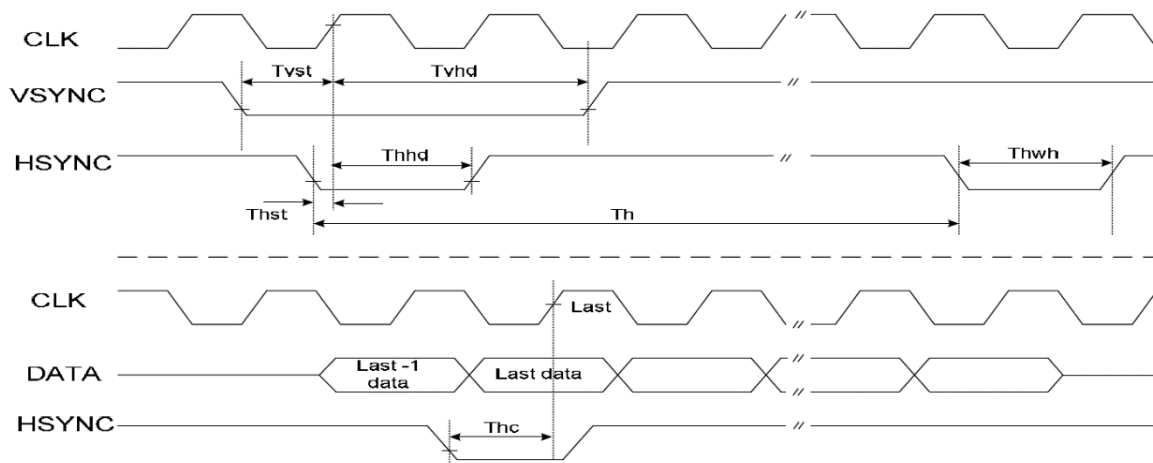 CLK
Tvst Tvhd
VSYNC
Thhd Thwh
HSYNC
Thst Th
CLK Last
Last -1
data Last data
DATA
Thc
HSYNC